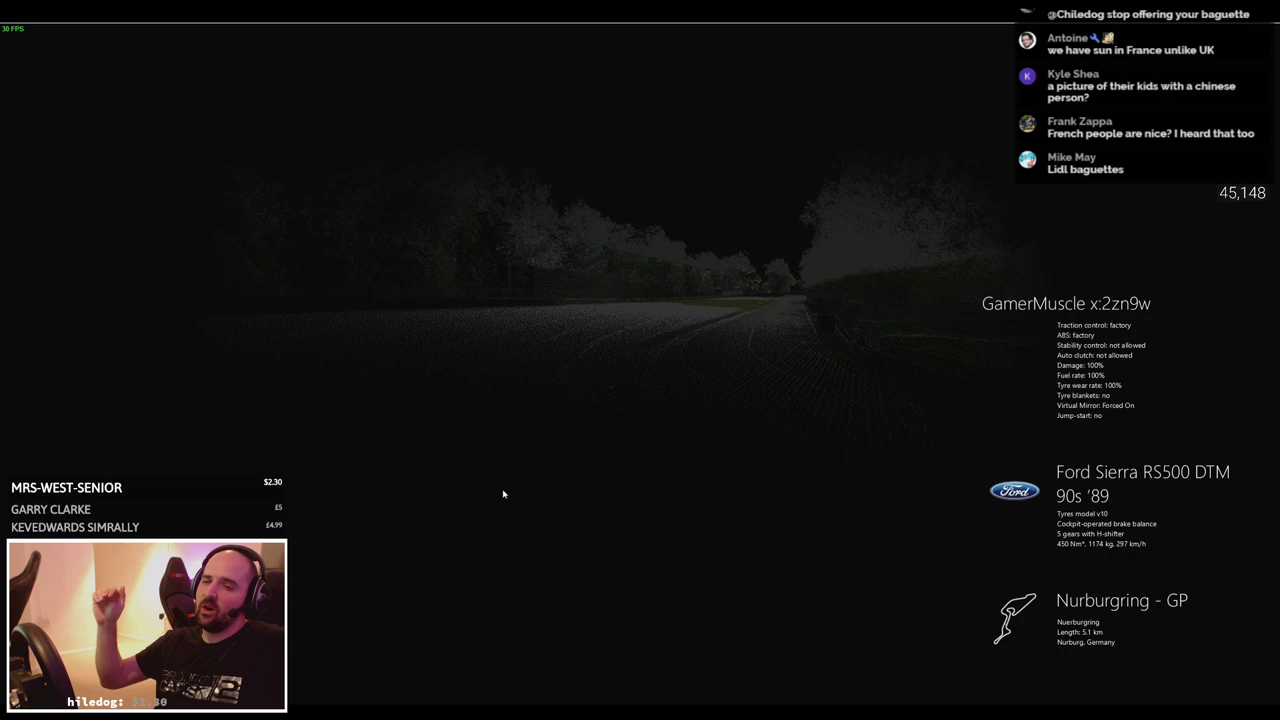 30 FPS
@Chiledog stop offering your baguette
Antoine
we have sun in France unlike UK
K
Kyle Shea
a picture of their kids with a chinese
person?
Frank Zappa
French people are nice? I heard that too
Mike May
Lidl baguettes
45,148
GamerMuscle x:2zn9w
Traction control: factory
ABS: factory
Stability control: not allowed
Auto clutch: not allowed
Damage: 100%
Fuel rate: 100%
Tyre wear rate: 100%
Tyre blankets: no
Virtual Mirror: Forced On
Jump-start: no
Ford
Ford Sierra RS500 DTM
90s '89
Tyres model v10
Cockpit-operated brake balance
5 gears with H-shifter
450 Nm*, 1174 kg, 297 km/h
Nurburgring - GP
Nuerburgring
Length: 5.1 km
Nurburg, Germany
MRS-WEST-SENIOR $2.30
GARRY CLARKE £5
KEVEDWARDS SIMRALLY £4.99
hiledog: $2.30